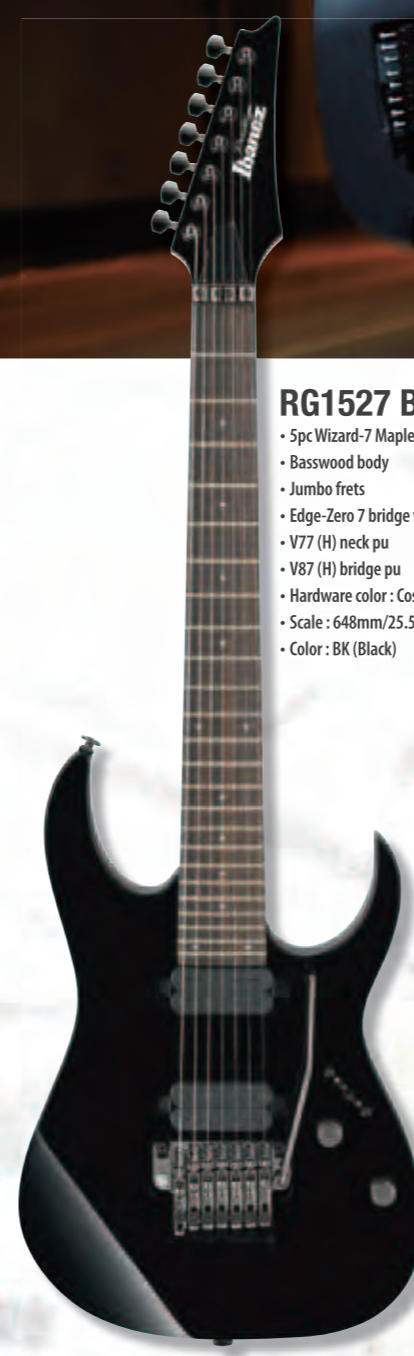 Ibanez
RG1527 B
• 5pc Wizard-7 Maple
• Basswood body
• Jumbo frets
• Edge-Zero 7 bridge
• V77 (H) neck pu
• V87 (H) bridge pu
• Hardware color : Cos
• Scale : 648mm/25.5
• Color : BK (Black)